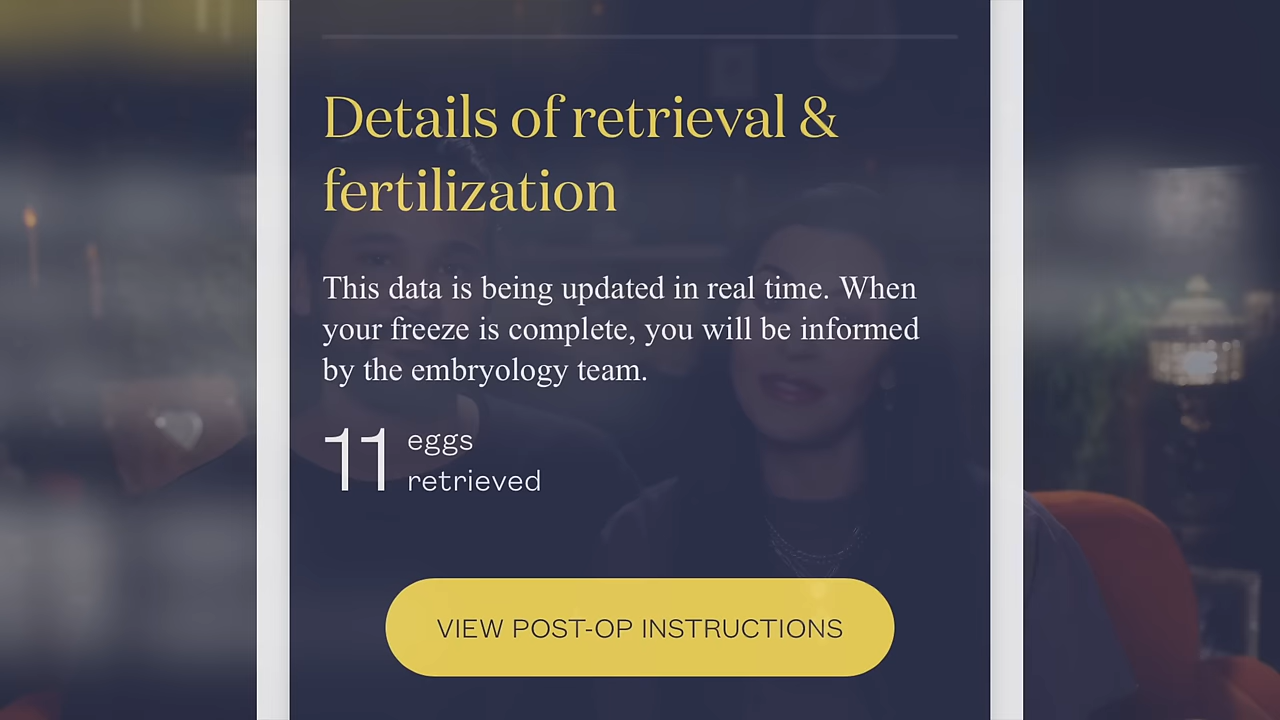 Details of retrieval &
fertilization
This data is being updated in real time. When
your freeze is complete, you will be informed
by the embryology team.
11 eggs
retrieved
VIEW POST-OP INSTRUCTIONS